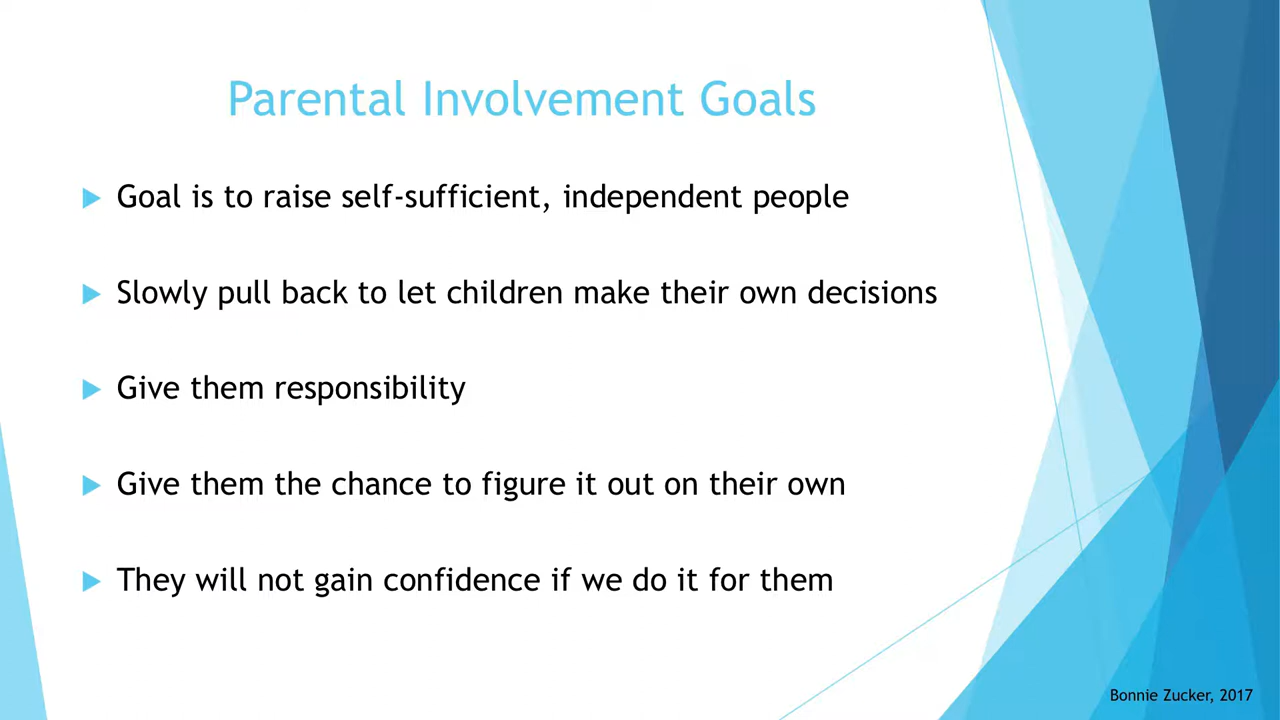 Parental Involvement Goals
Goal is to raise self-sufficient, independent people
Slowly pull back to let children make their own decisions
Give them responsibility
Give them the chance to figure it out on their own
They will not gain confidence if we do it for them
Bonnie Zucker, 2017